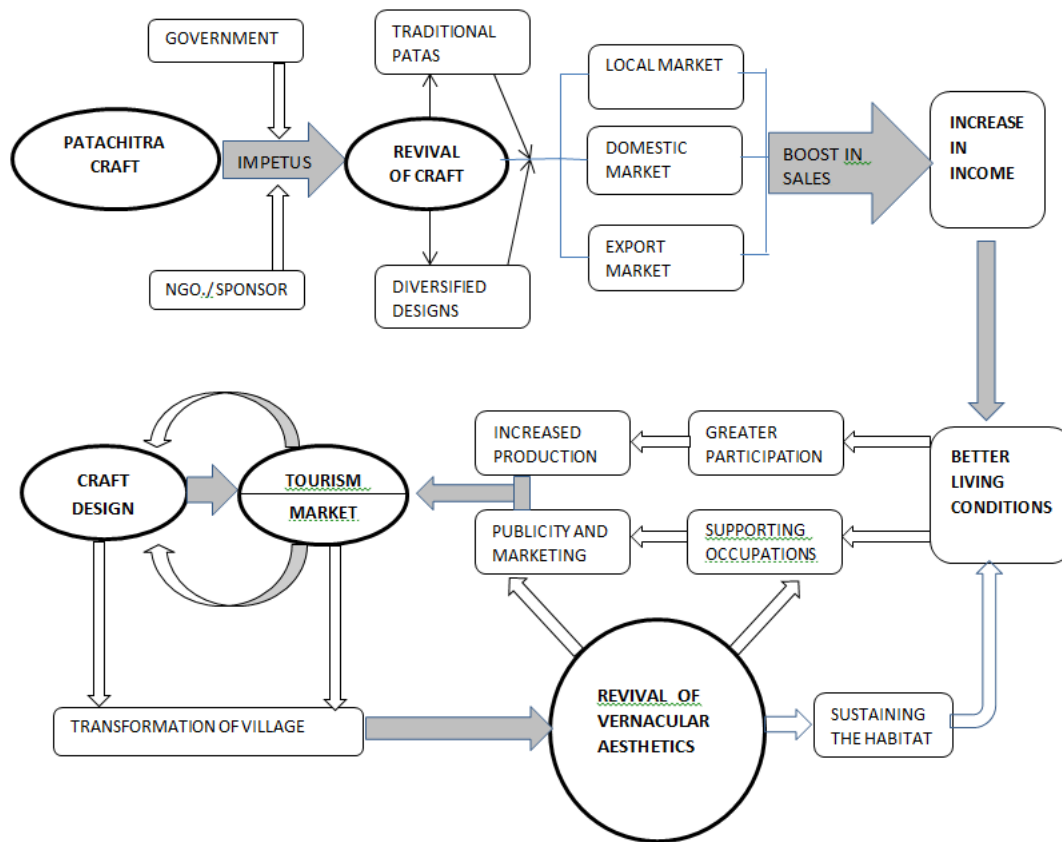 GOVERNMENT
TRADITIONAL
PATAS
LOCAL MARKET
PATACHITRA
CRAFT
IMPETUS
REVIVAL
OF CRAFT
DOMESTIC
MARKET
BOOST IN
SALES
INCREASE
IN
INCOME
NGO./ SPONSOR
DIVERSIFIED
DESIGNS
EXPORT
MARKET
CRAFT
DESIGN
TOURISM
MARKET
INCREASED
PRODUCTION
GREATER
PARTICIPATION
BETTER
LIVING
CONDITIONS
PUBLICITY AND
MARKETING
SUPPORTING
OCCUPATIONS
TRANSFORMATION OF VILLAGE
REVIVAL OF
VERNACULAR
AESTHETICS
SUSTAINING
THE HABITAT